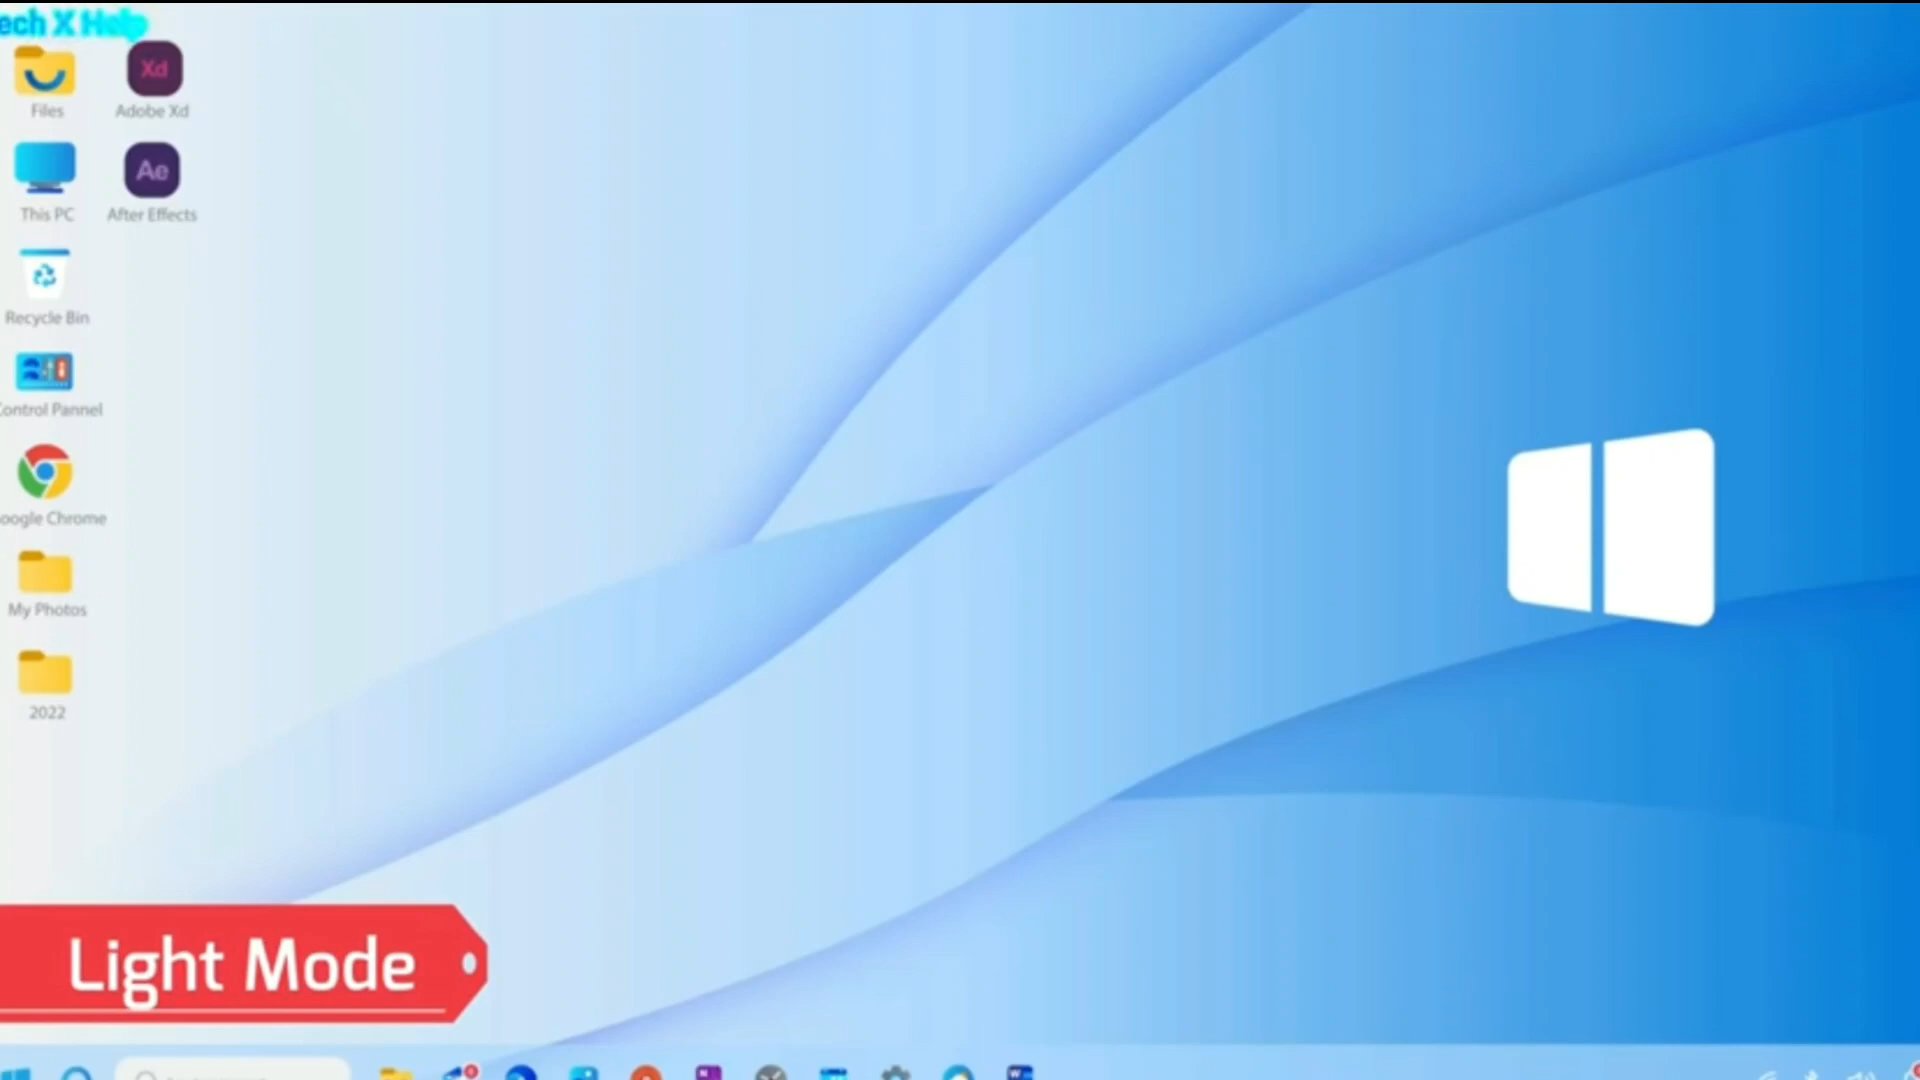 ech X Help
Files
Adobe Xd
Xd
This PC
After Effects
Ae
Recycle Bin
Control Pannel
oogle Chrome
My Photos
2022
Light Mode
N
W